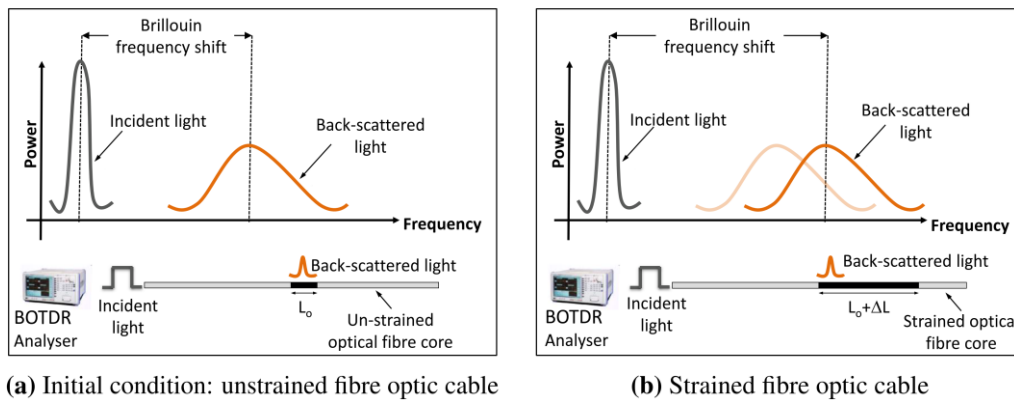 Brillouin
frequency shift
Incident light
Back-scattered
light
Power
Frequency
Back-scattered light
BOTDR
Analyser
Incident
light
Lo
Un-strained
optical fibre core
(a) Initial condition: unstrained fibre optic cable
Brillouin
frequency shift
Incident light
Back-scattered
light
Power
Frequency
Back-scattered light
BOTDR
Analyser
Incident
light
Lo+ΔL
Strained optical
fibre core
(b) Strained fibre optic cable